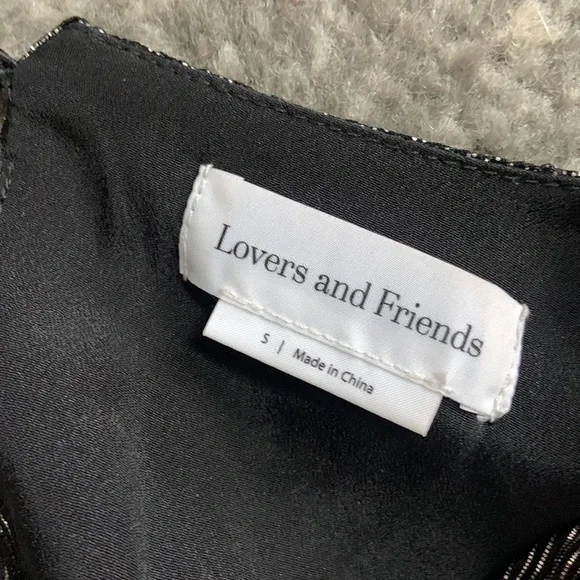 Lovers and Friends
S | Made in China